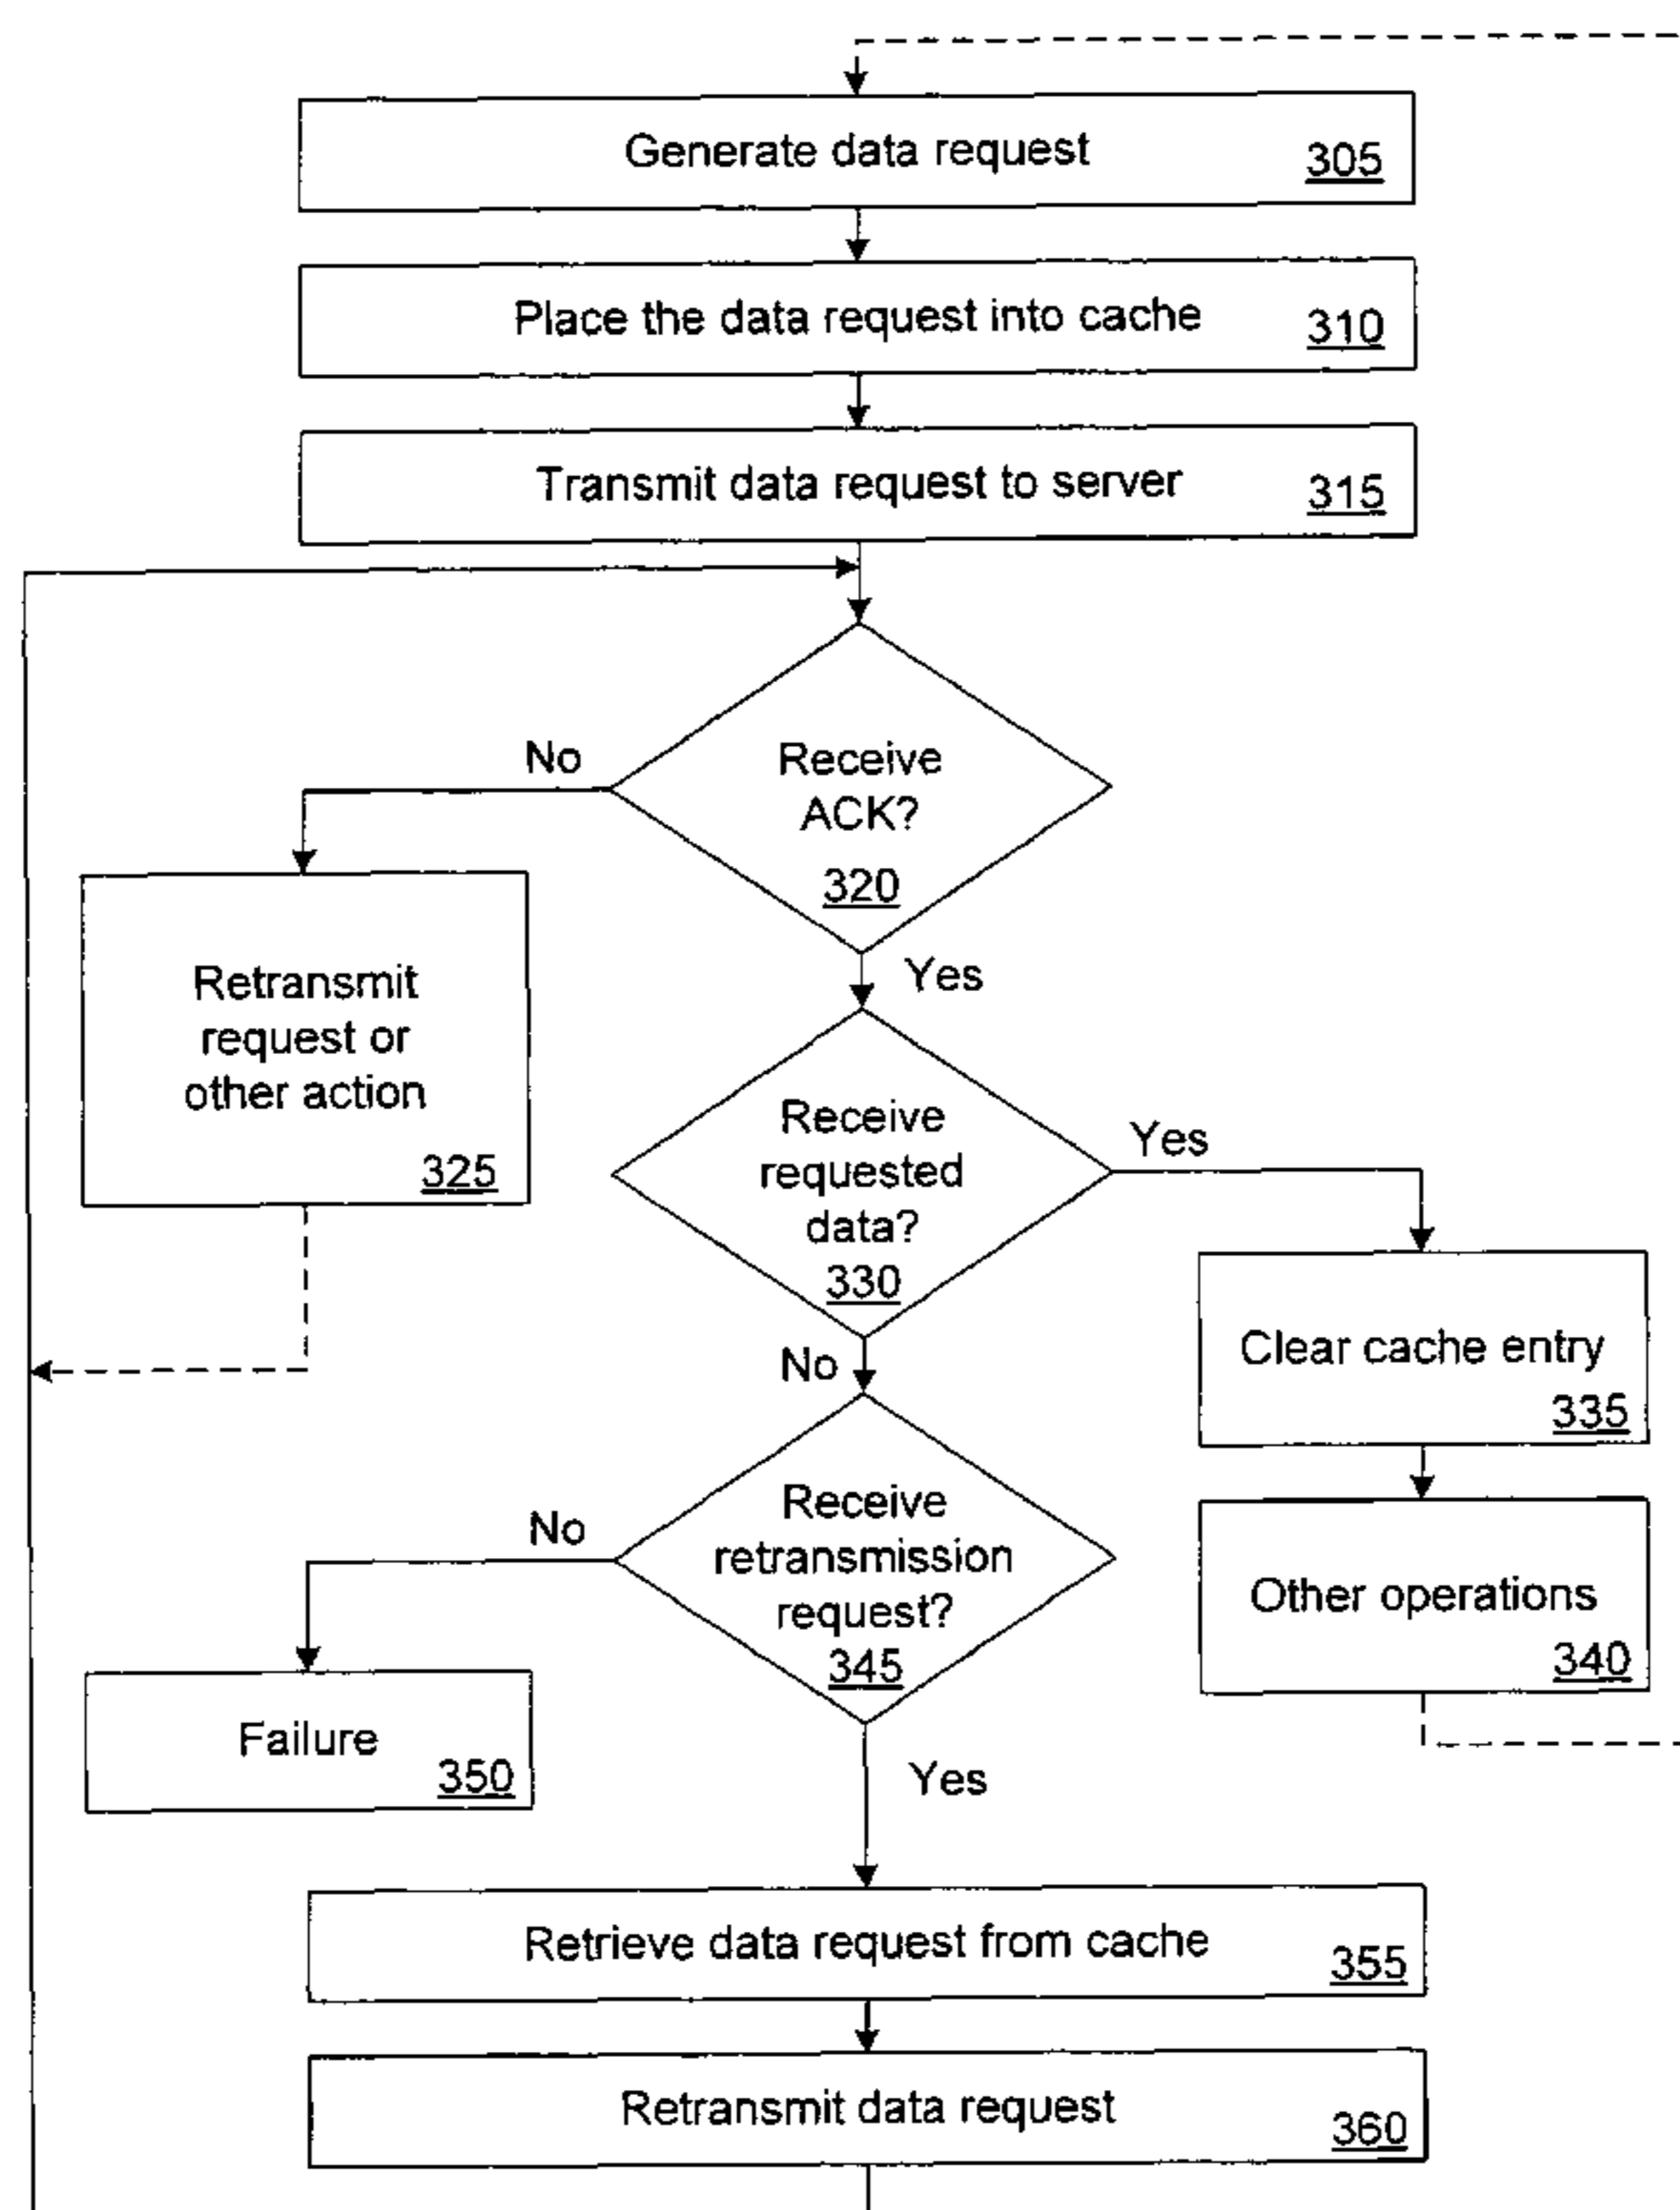 Generate data request
305
Place the data request into cache
310
Transmit data request to server
315
No
Receive
ACK?
320
Yes
Retransmit
request or
other action
325
Receive
requested
data?
330
Yes
No
Clear cache entry
335
Receive
retransmission
request?
345
No
Other operations
340
Failure
350
Yes
Retrieve data request from cache
355
Retransmit data request
360